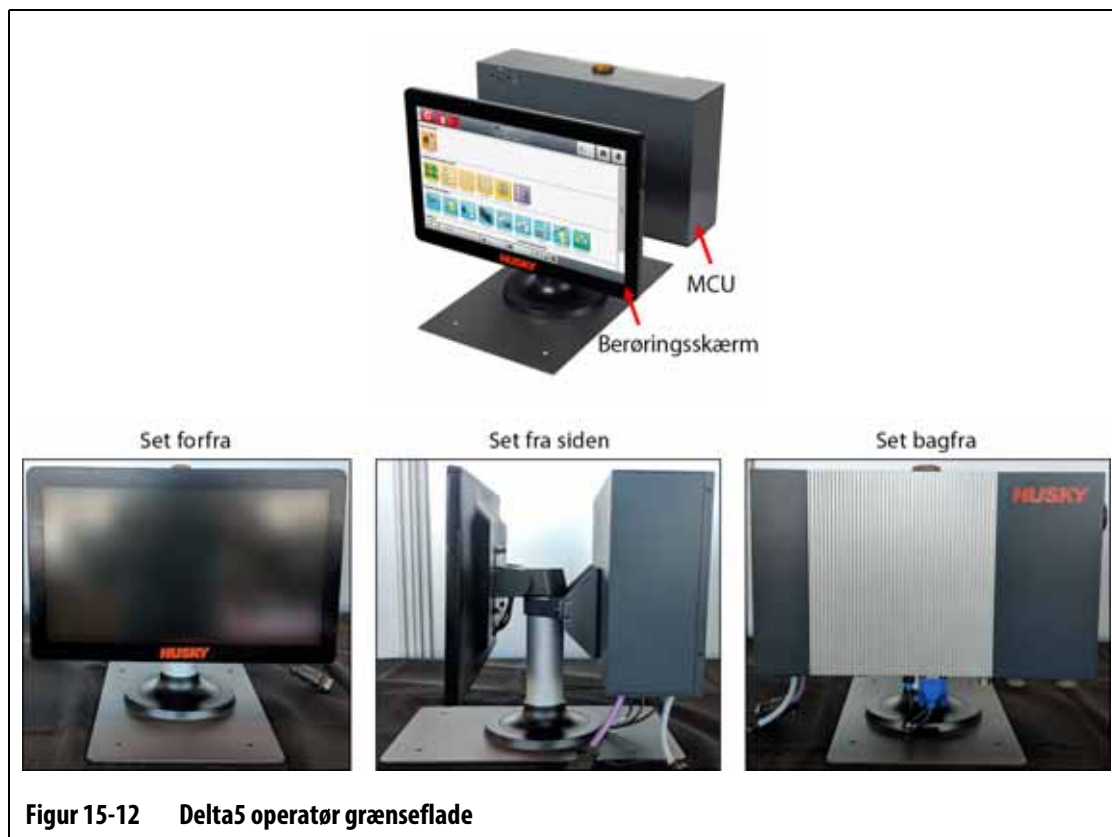 HUSKY
MCU
Berøringsskærm
Set forfra
Set fra siden
Set bagfra
HUSKY
HUSKY
Figur 15-12 Delta5 operatør grænseflade